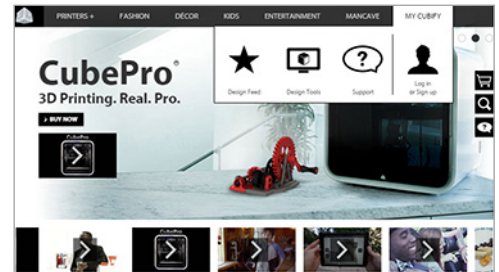 PRINTERS + FASHION DÉCOR KIDS ENTERTAINMENT MANCAVE MY CUBIFY
Design Feed Design Tools Support Log in
or Sign up
CubePro®
3D Printing. Real. Pro.
> BUY NOW
CubePro